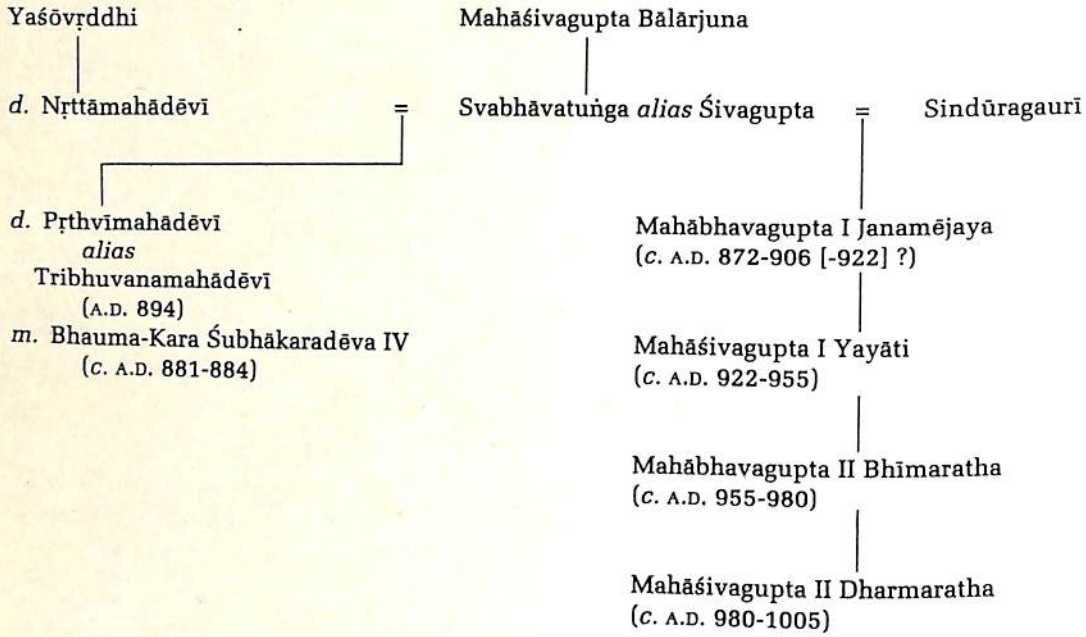 Yaśōvṛddhi Mahāśivagupta Bālārjuna
d. Nṛttāmahādēvī = Svabhāvatuṅga alias Śivagupta = Sindūragaurī
d. Pṛthvīmahādēvī
alias
Tribhuvanamahādēvī
(A.D. 894)
m. Bhauma-Kara Śubhākaradēva IV
(c. A.D. 881-884)
Mahābhavagupta I Janamējaya
(c. A.D. 872-906 [-922] ?)
Mahāśivagupta I Yayāti
(c. A.D. 922-955)
Mahābhavagupta II Bhīmaratha
(c. A.D. 955-980)
Mahāśivagupta II Dharmaratha
(c. A.D. 980-1005)